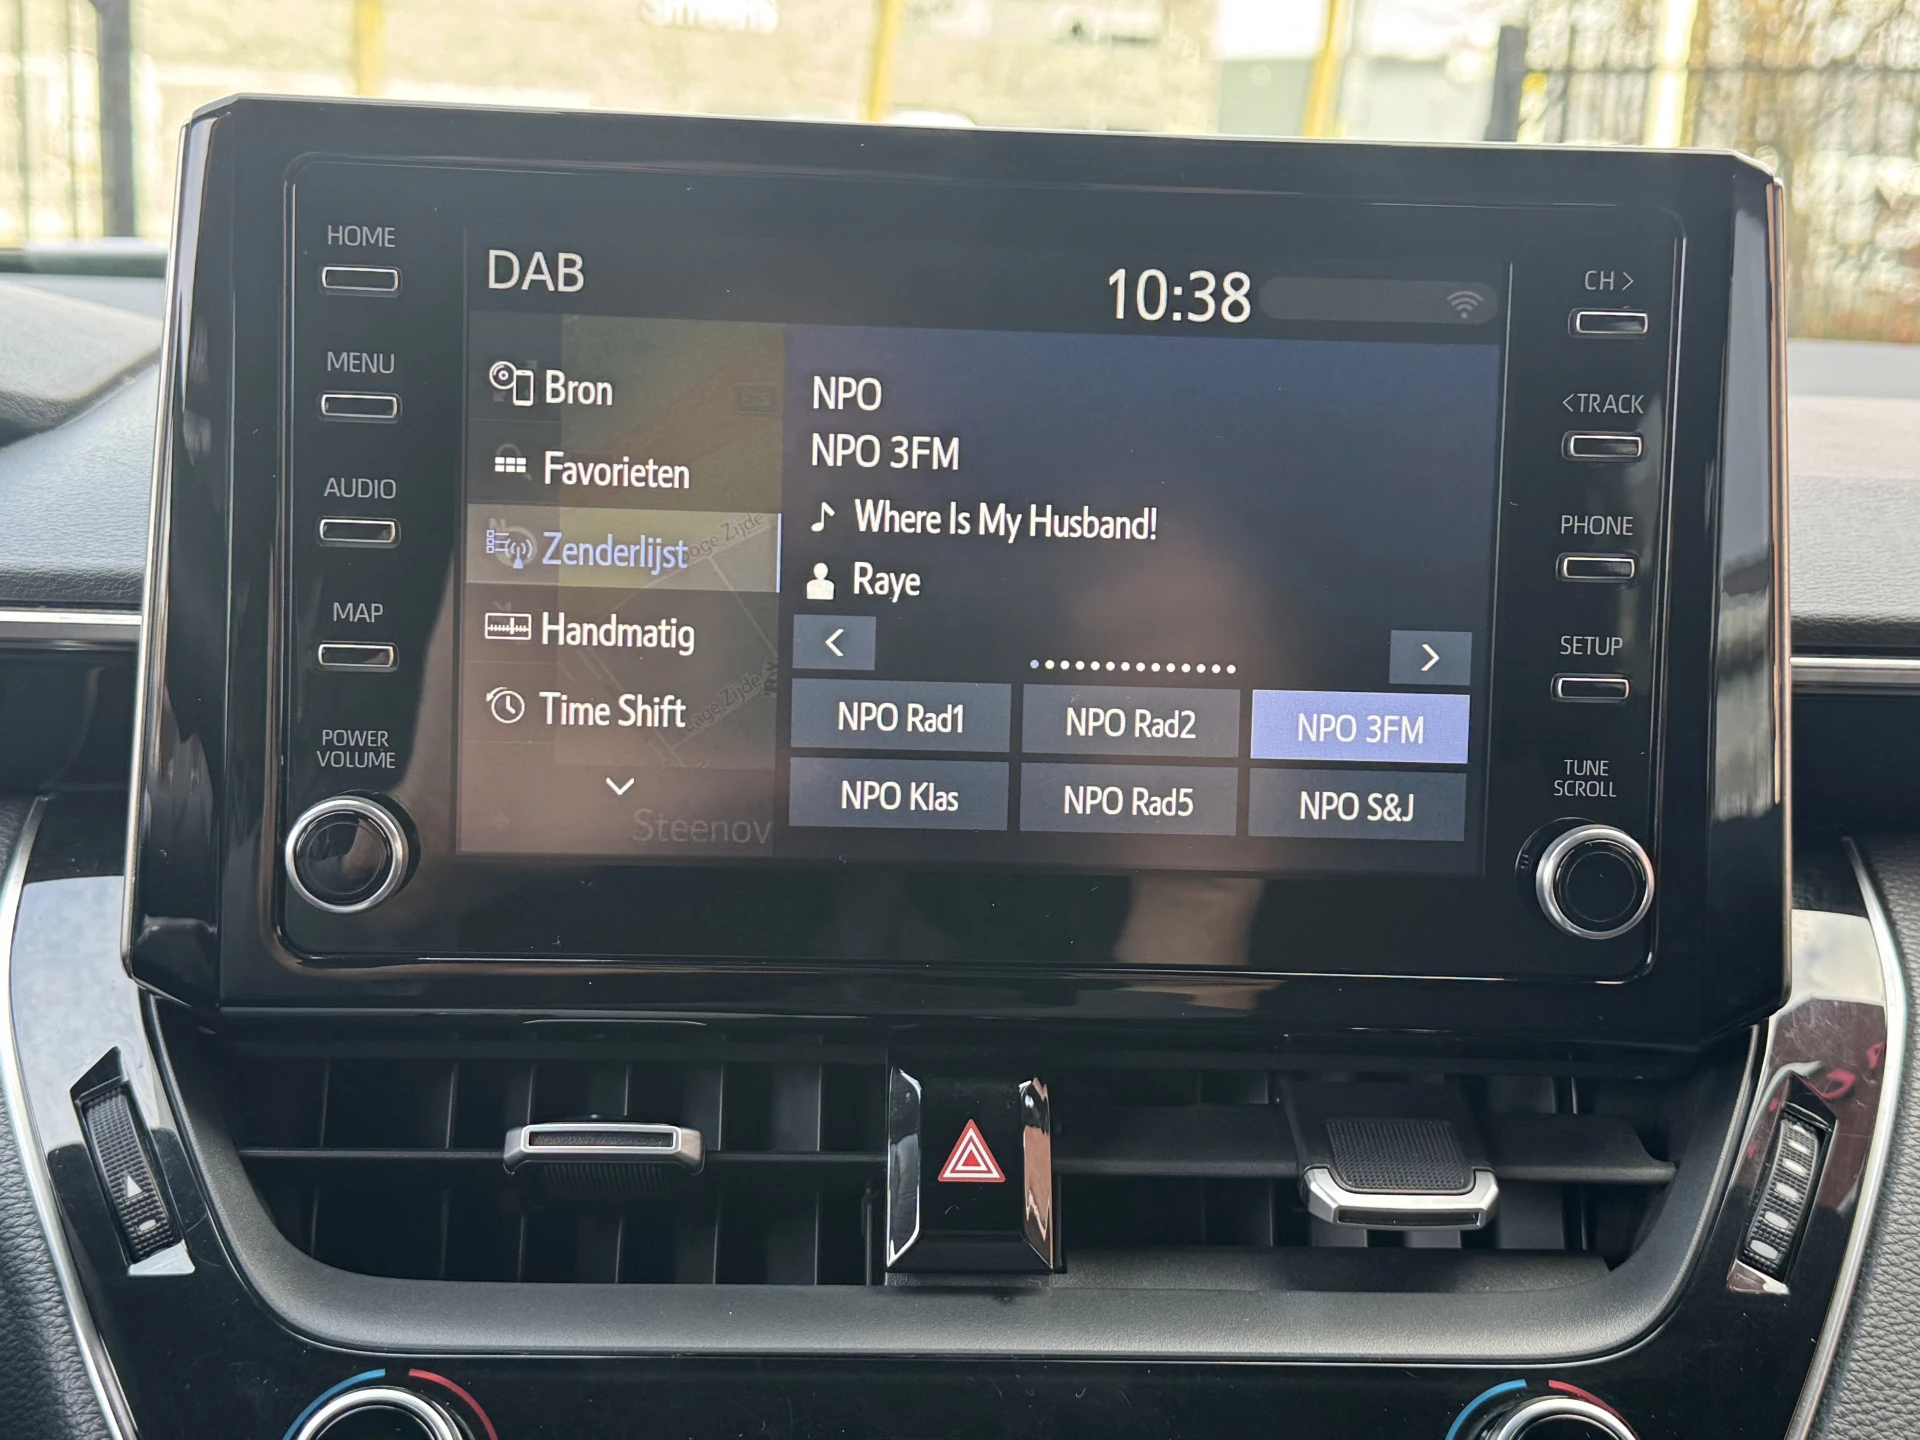 HOME
MENU
AUDIO
MAP
POWER
VOLUME
DAB
10:38
Bron
Favorieten
Zenderlijst
Handmatig
Time Shift
Steenov
Lage Zijde
NPO
NPO 3FM
Where Is My Husband!
Raye
<
>
NPO Rad1
NPO Rad2
NPO 3FM
NPO Klas
NPO Rad5
NPO S&J
CH >
<TRACK
PHONE
SETUP
TUNE
SCROLL